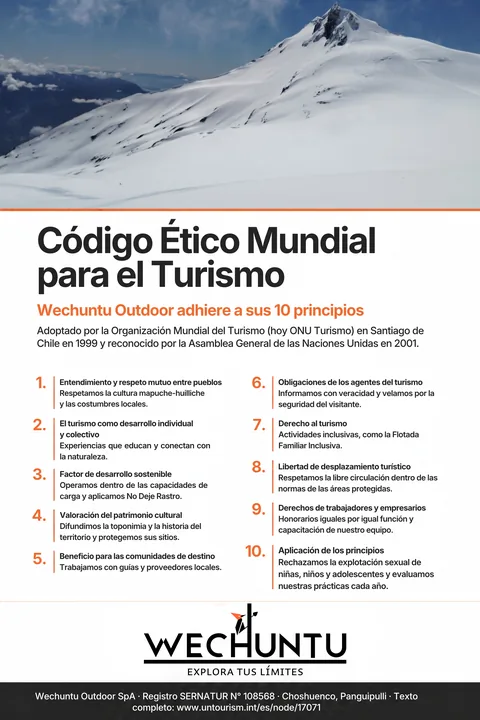 Código Ético Mundial
para el Turismo
Wechuntu Outdoor adhiere a sus 10 principios
Adoptado por la Organización Mundial del Turismo (hoy ONU Turismo) en Santiago de
Chile en 1999 y reconocido por la Asamblea General de las Naciones Unidas en 2001.
1.
Entendimiento y respeto mutuo entre pueblos
Respetamos la cultura mapuche-huilliche
y las costumbres locales.
2.
El turismo como desarrollo individual
y colectivo
Experiencias que educan y conectan con
la naturaleza.
3.
Factor de desarrollo sostenible
Operamos dentro de las capacidades de
carga y aplicamos No Deje Rastro.
4.
Valoración del patrimonio cultural
Difundimos la toponimia y la historia del
territorio y protegemos sus sitios.
5.
Beneficio para las comunidades de destino
Trabajamos con guías y proveedores locales.
6.
Obligaciones de los agentes del turismo
Informamos con veracidad y velamos por la
seguridad del visitante.
7.
Derecho al turismo
Actividades inclusivas, como la Flotada
Familiar Inclusiva.
8.
Libertad de desplazamiento turístico
Respetamos la libre circulación dentro de las
normas de las áreas protegidas.
9.
Derechos de trabajadores y empresarios
Honorarios iguales por igual función y
capacitación de nuestro equipo.
10.
Aplicación de los principios
Rechazamos la explotación sexual de
niñas, niños y adolescentes y evaluamos
nuestras prácticas cada año.
WECHUNTU
EXPLORA TUS LÍMITES
Wechuntu Outdoor SpA · Registro SERNATUR N° 108568 · Choshuenco, Panguipulli · Texto
completo: www.untourism.int/es/node/17071